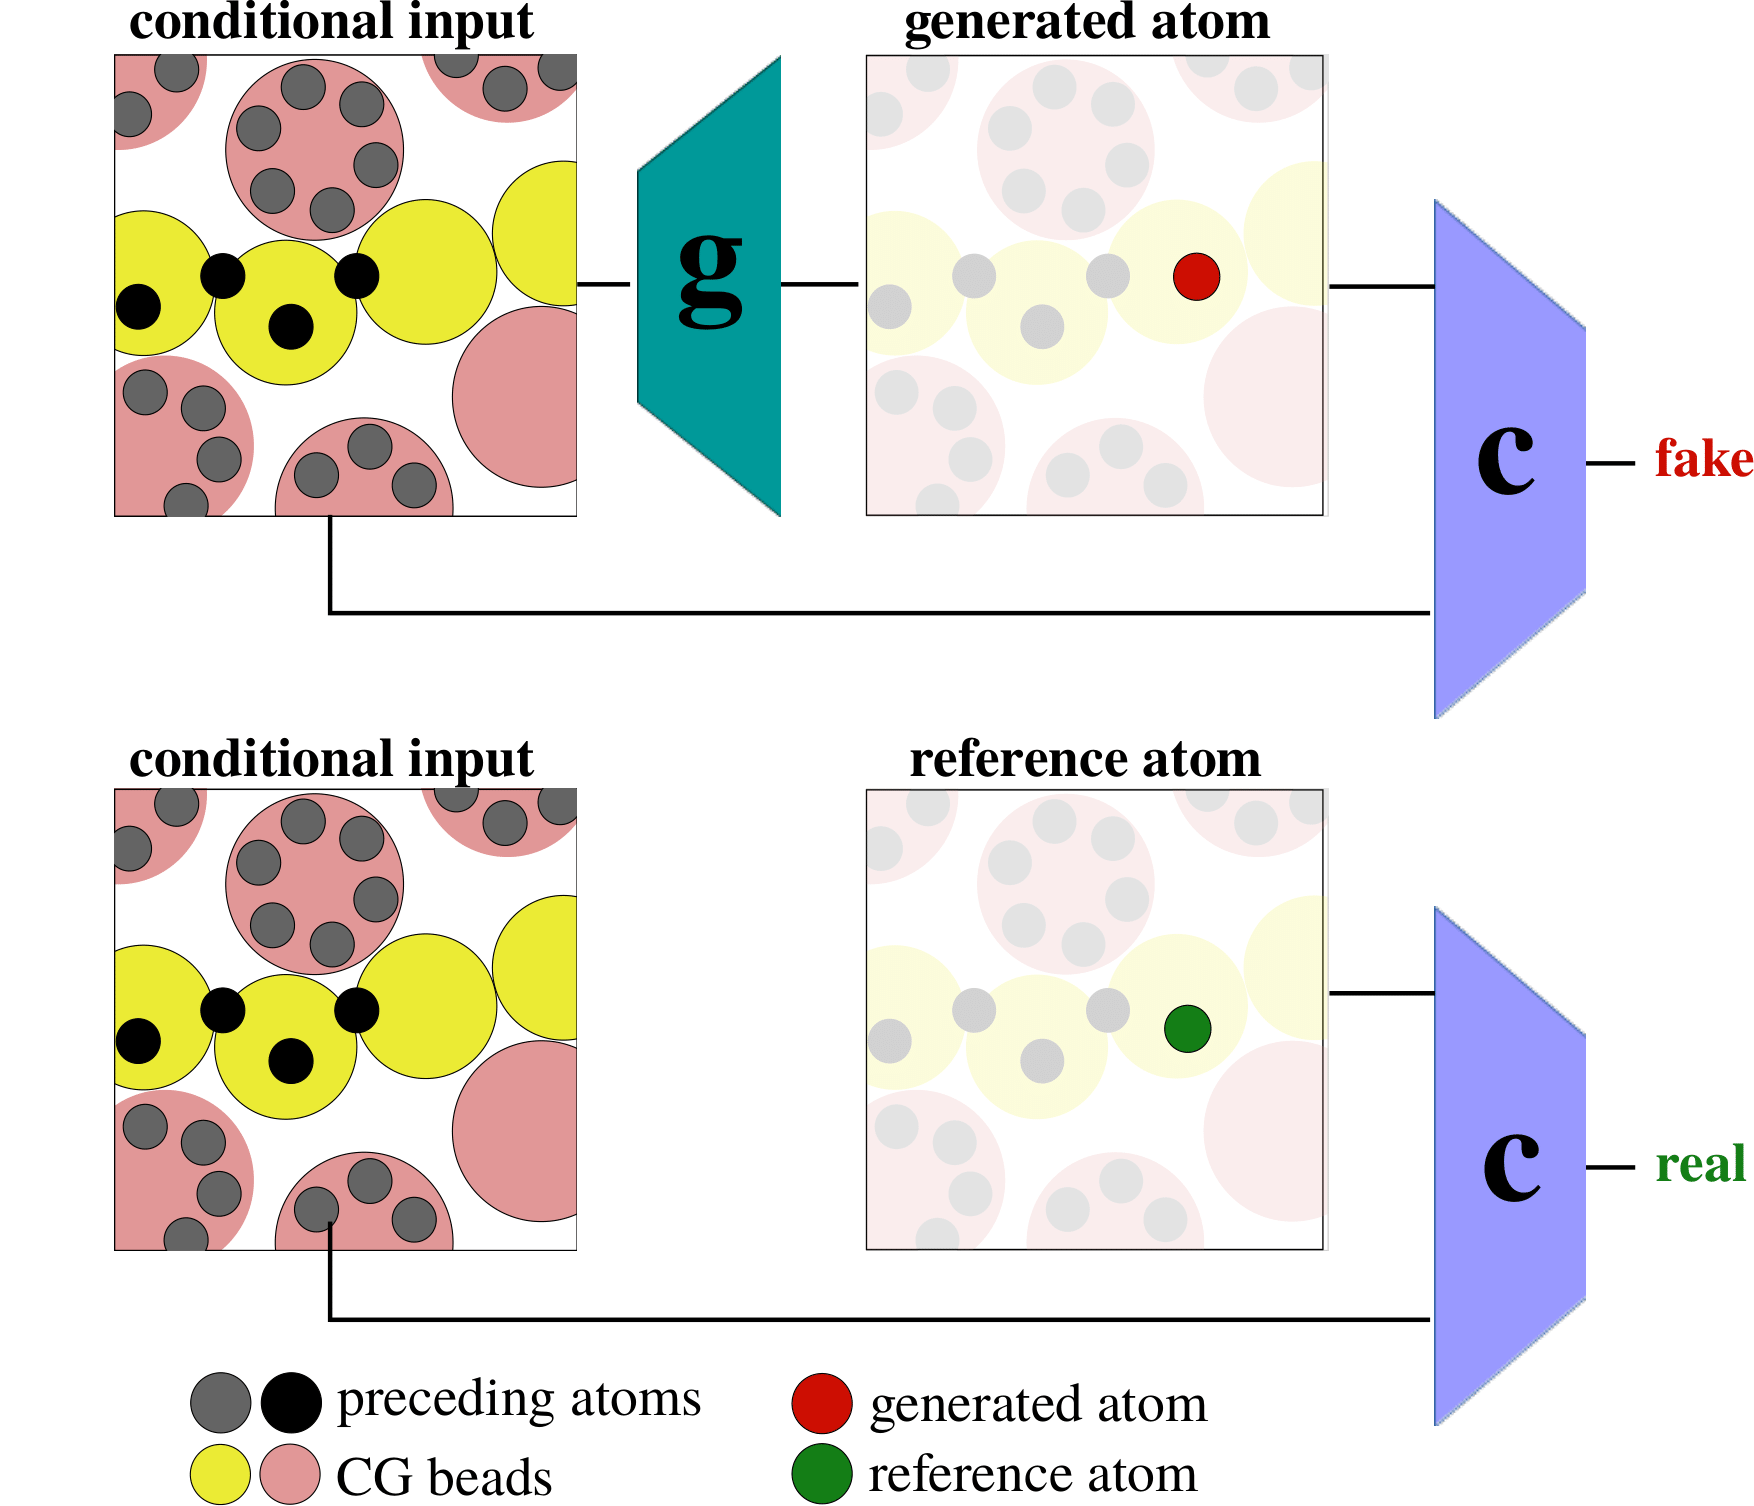 conditional input
generated atom
g
c
fake
conditional input
reference atom
c
real
preceding atoms
generated atom
CG beads
reference atom